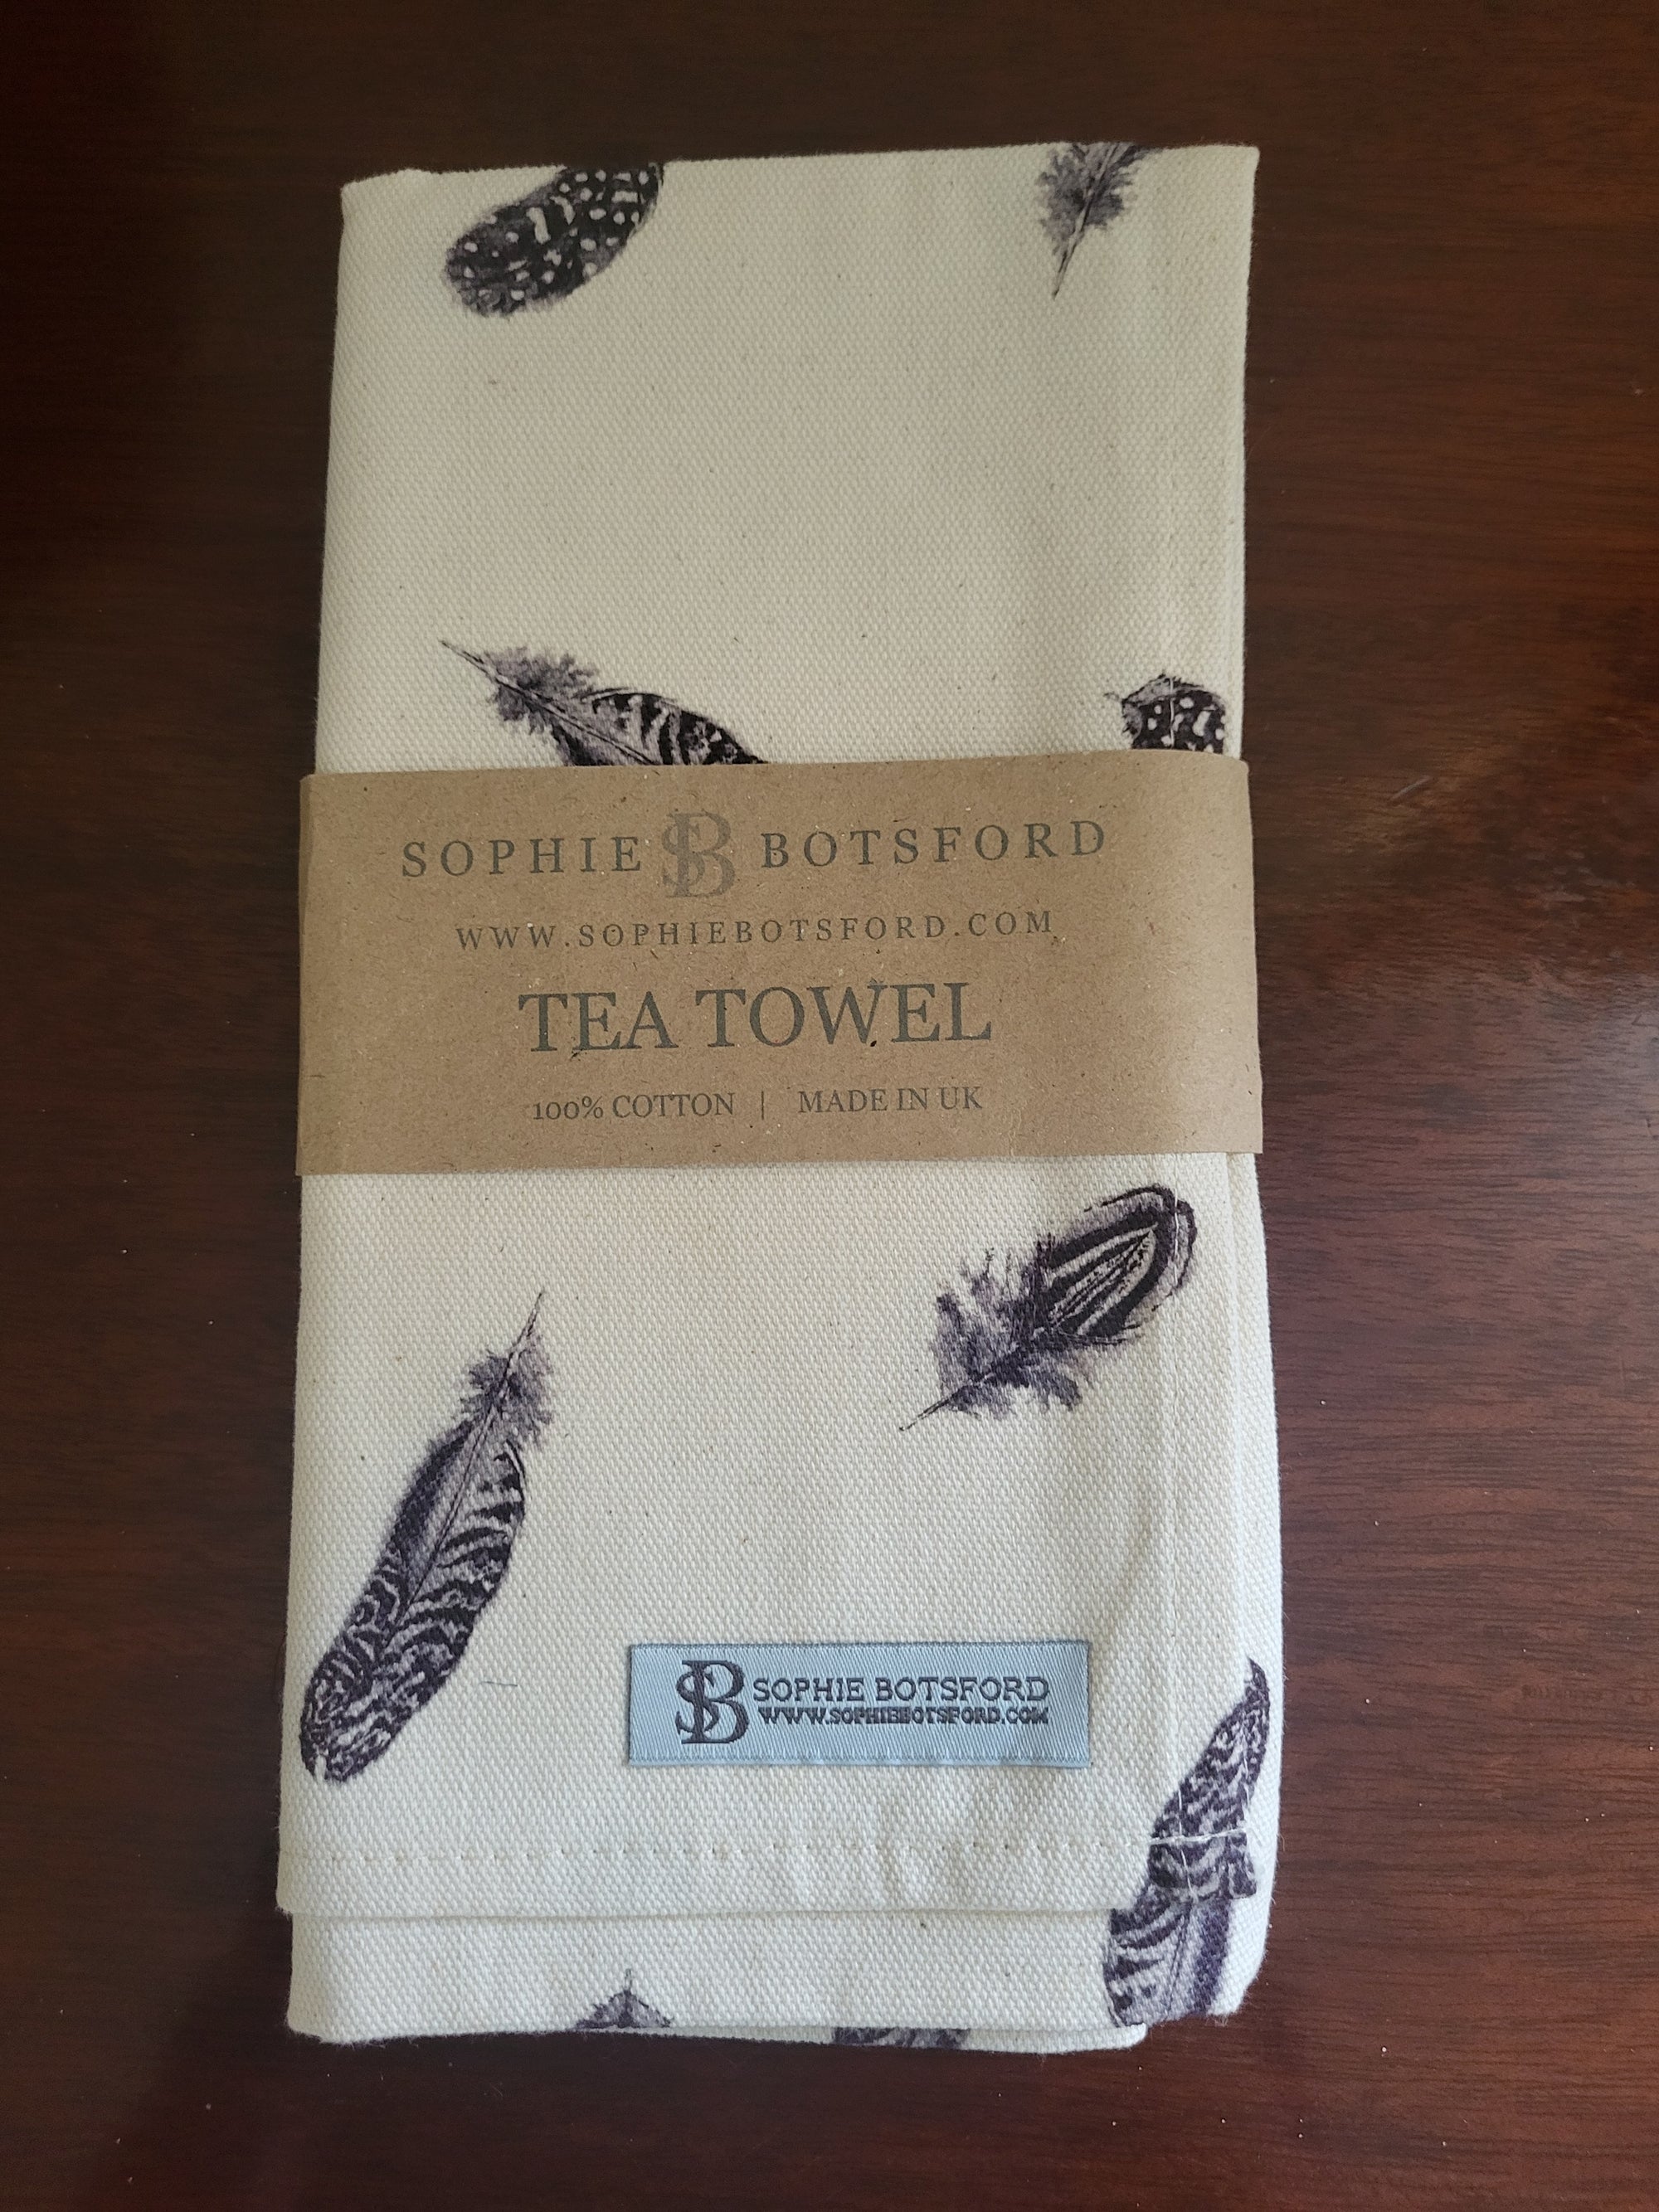 SOPHIE SB BOTSFORD
WWW.SOPHIEBOTSFORD.COM
TEA TOWEL
100% COTTON | MADE IN UK
SB SOPHIE BOTSFORD
WWW.SOPHIEBOTSFORD.COM